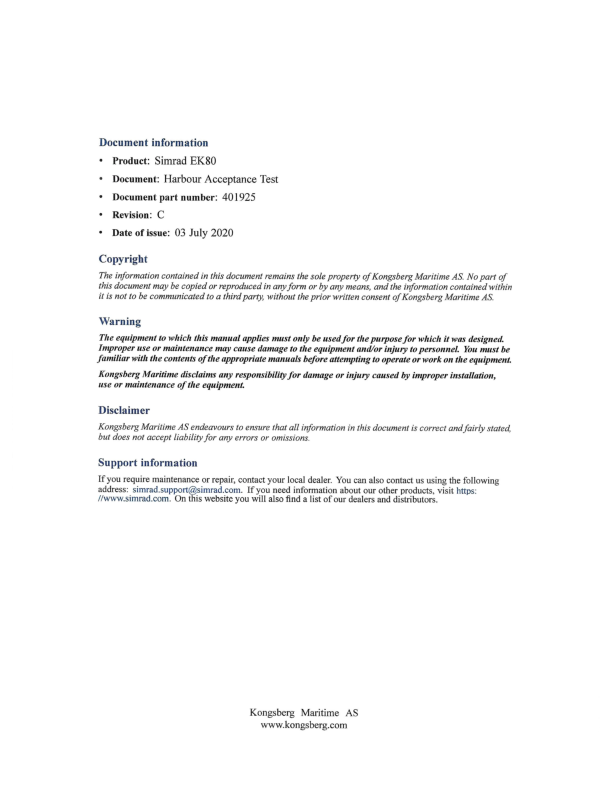 Document information
• Product: Simrad EK80
• Document: Harbour Acceptance Test
• Document part number: 401925
• Revision: C
• Date of issue: 03 July 2020
Copyright
The information contained in this document remains the sole property of Kongsberg Maritime AS. No part of
this document may be copied or reproduced in any form or by any means, and the information contained within
it is not to be communicated to a third party, without the prior written consent of Kongsberg Maritime AS.
Warning
The equipment to which this manual applies must only be used for the purpose for which it was designed.
Improper use or maintenance may cause damage to the equipment and/or injury to personnel. You must be
familiar with the contents of the appropriate manuals before attempting to operate or work on the equipment.
Kongsberg Maritime disclaims any responsibility for damage or injury caused by improper installation,
use or maintenance of the equipment.
Disclaimer
Kongsberg Maritime AS endeavours to ensure that all information in this document is correct and fairly stated,
but does not accept liability for any errors or omissions.
Support information
If you require maintenance or repair, contact your local dealer. You can also contact us using the following
address: simrad.support@simrad.com. If you need information about our other products, visit https:
//www.simrad.com. On this website you will also find a list of our dealers and distributors.
Kongsberg Maritime AS
www.kongsberg.com